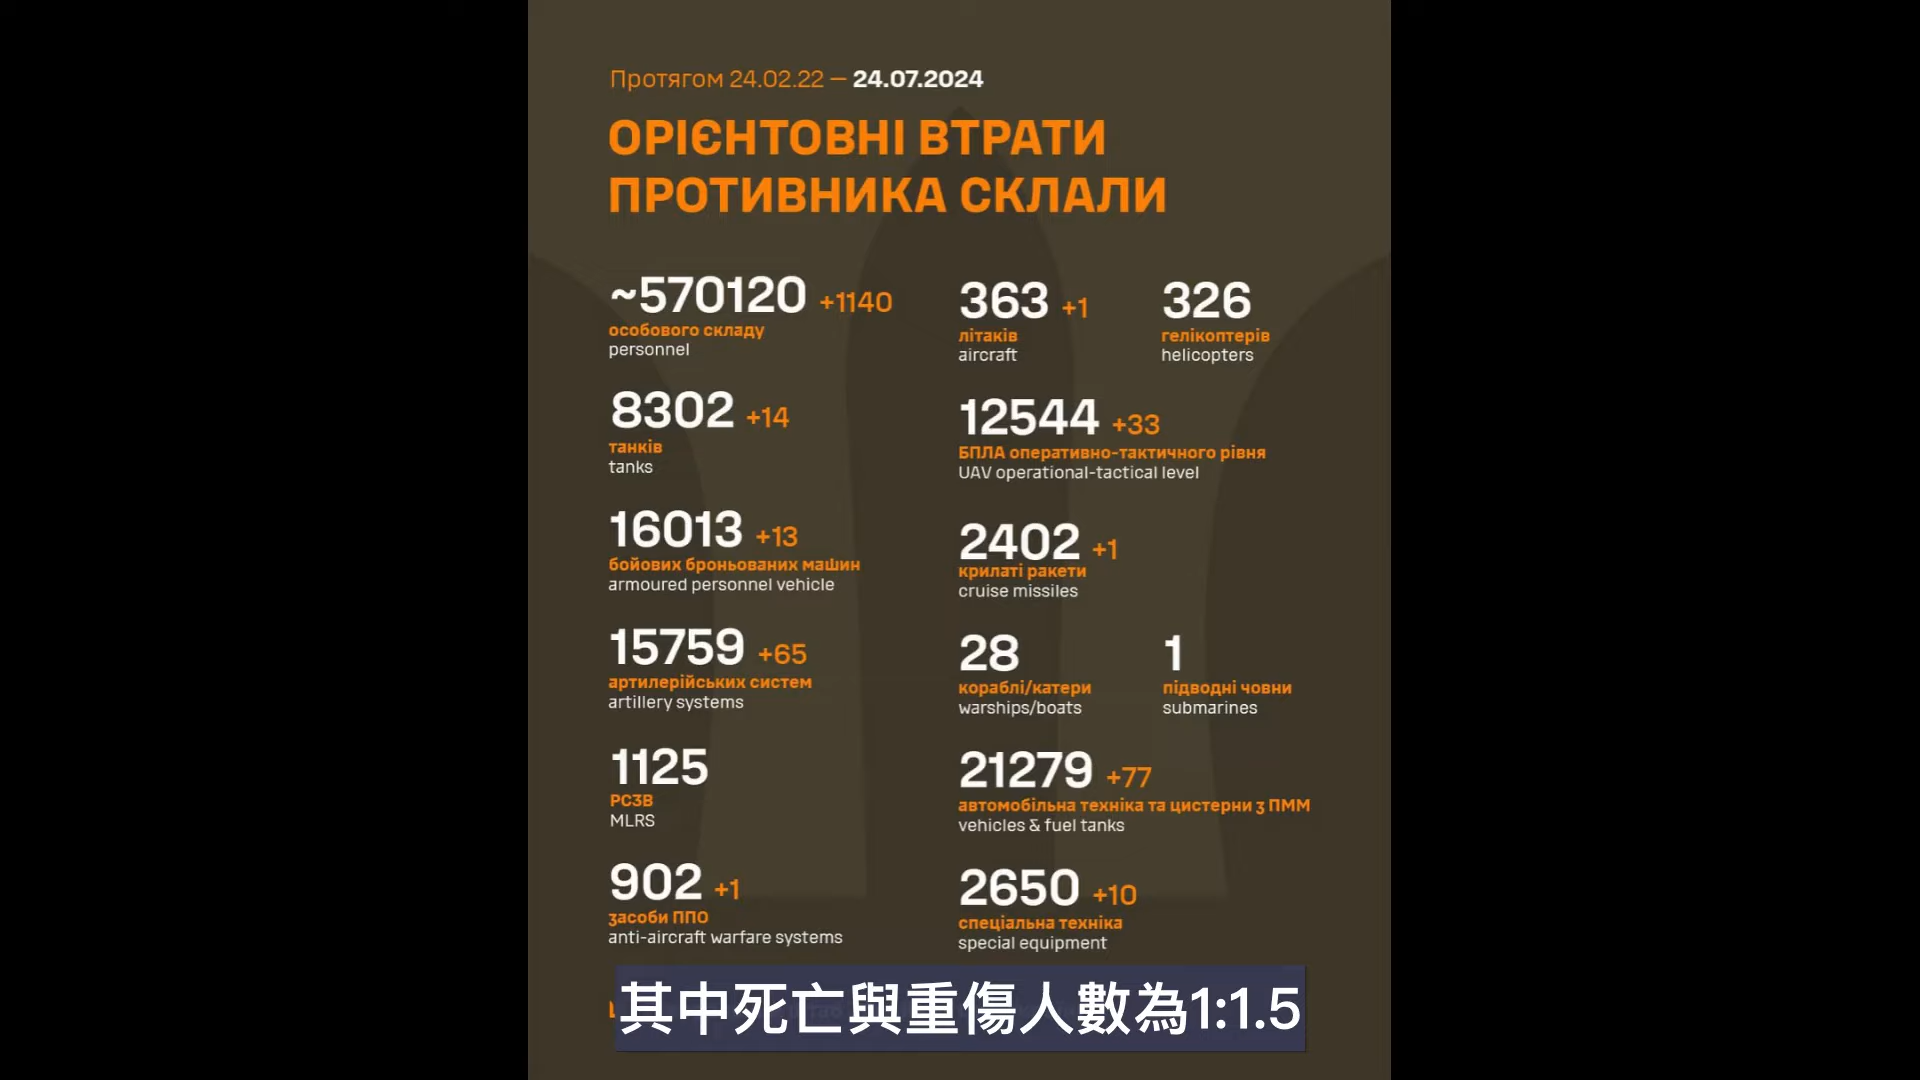 Протягом 24.02.22 – 24.07.2024
ОРІЄНТОВНІ ВТРАТИ
ПРОТИВНИКА СКЛАЛИ
~570120 +1140
особового складу
personnel
363 +1
літаків
aircraft
326
гелікоптерів
helicopters
8302 +14
танків
tanks
12544 +33
БПЛА оперативно-тактичного рівня
UAV operational-tactical level
16013 +13
бойових броньованих машин
armoured personnel vehicle
2402 +1
крилаті ракети
cruise missiles
15759 +65
артилерійських систем
artillery systems
28
кораблі/катери
warships/boats
1
підводні човни
submarines
1125
РСЗВ
MLRS
21279 +77
автомобільна техніка та цистерни з ПММ
vehicles & fuel tanks
902 +1
засоби ППО
anti-aircraft warfare systems
2650 +10
спеціальна техніка
special equipment
其中死亡與重傷人數為1:1.5